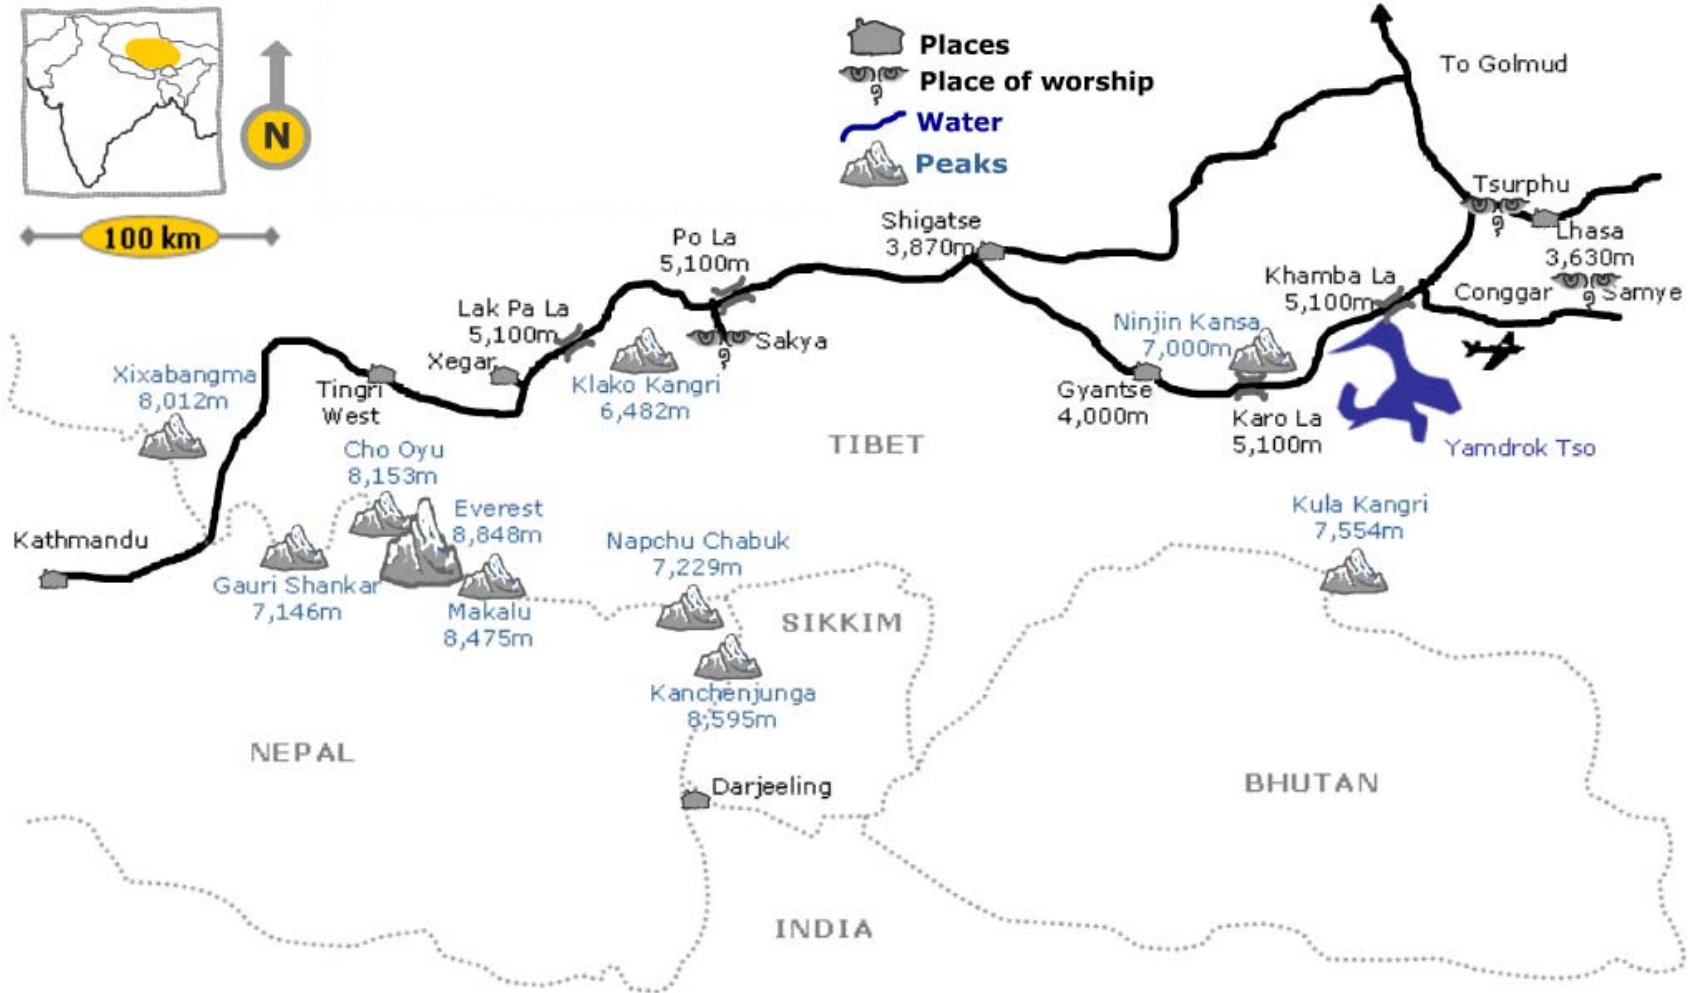 Places
Place of worship
Water
Peaks
N
100 km
To Golmud
Tsurphu
Lhasa
3,630m
Shigatse
3,870m
Po La
5,100m
Khamba La
5,100m
Conggar
Samye
Lak Pa La
5,100m
Ninjin Kansa
7,000m
Sakya
Xegar
Xixabangma
8,012m
Tingri
West
Klako Kangri
6,482m
Gyantse
4,000m
Karo La
5,100m
TIBET
Yamdrok Tso
Cho Oyu
8,153m
Everest
8,848m
Kula Kangri
7,554m
Kathmandu
Napchu Chabuk
7,229m
Gauri Shankar
7,146m
Makalu
8,475m
SIKKIM
Kanchenjunga
8,595m
NEPAL
Darjeeling
BHUTAN
INDIA